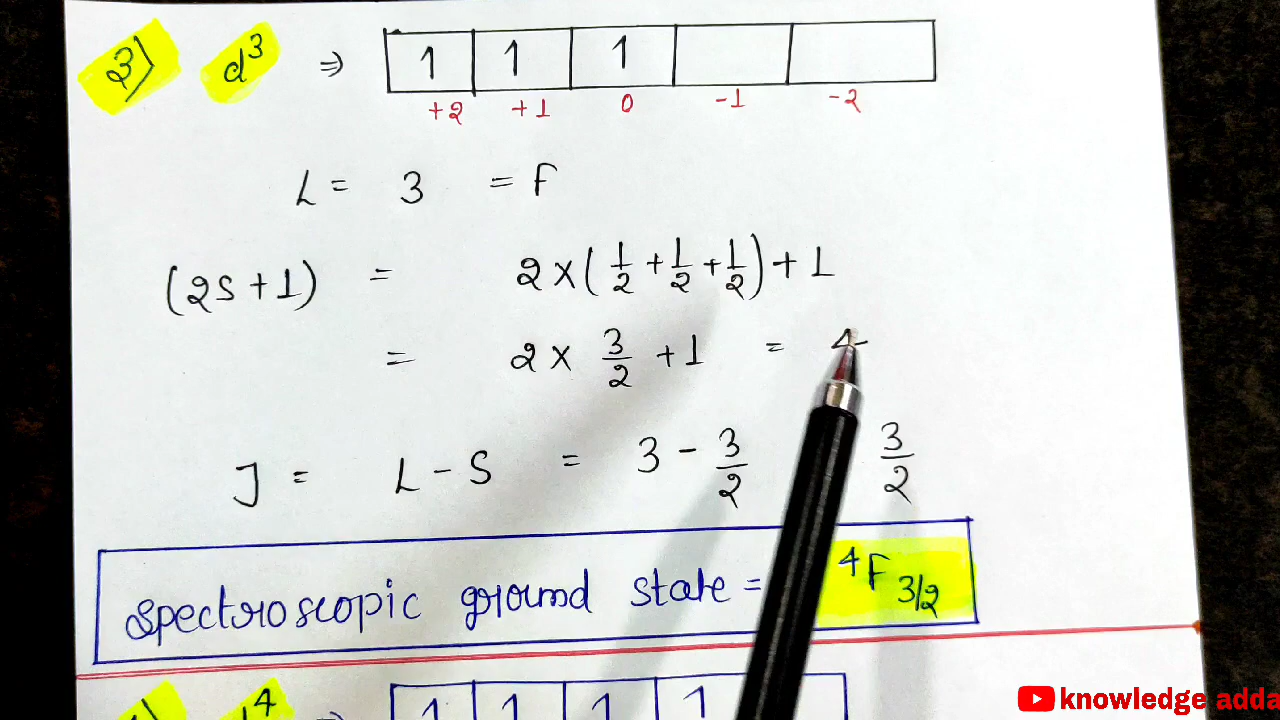 3) d³ ⇒ 1 1 1
+2 +1 0 -1 -2
L = 3 = F
(2S+1) = 2×(1/2+1/2+1/2)+1
= 2× 3/2 +1 = 4
J = L-S = 3 - 3/2 3/2
Spectroscopic ground state = ⁴F3/2
⁴ ⇒ 1 1 1 1
knowledge adda